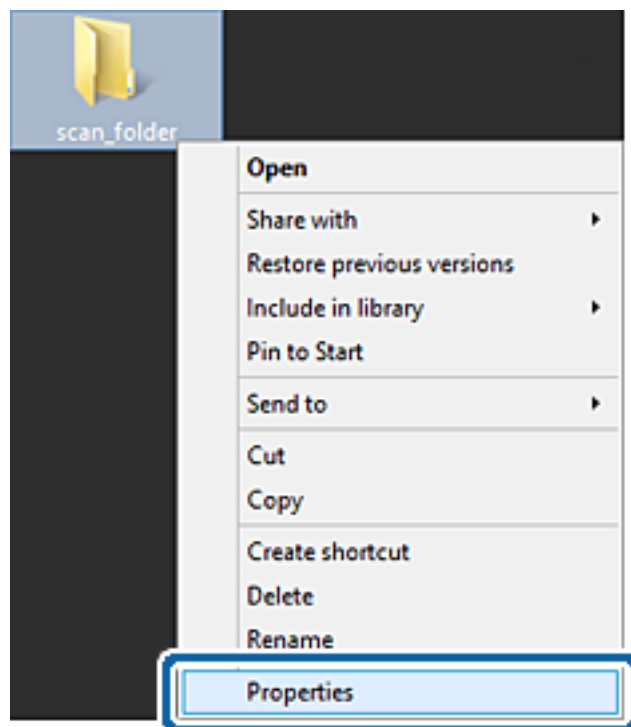 scan_folder
Open
Share with
Restore previous versions
Include in library
Pin to Start
Send to
Cut
Copy
Create shortcut
Delete
Rename
Properties